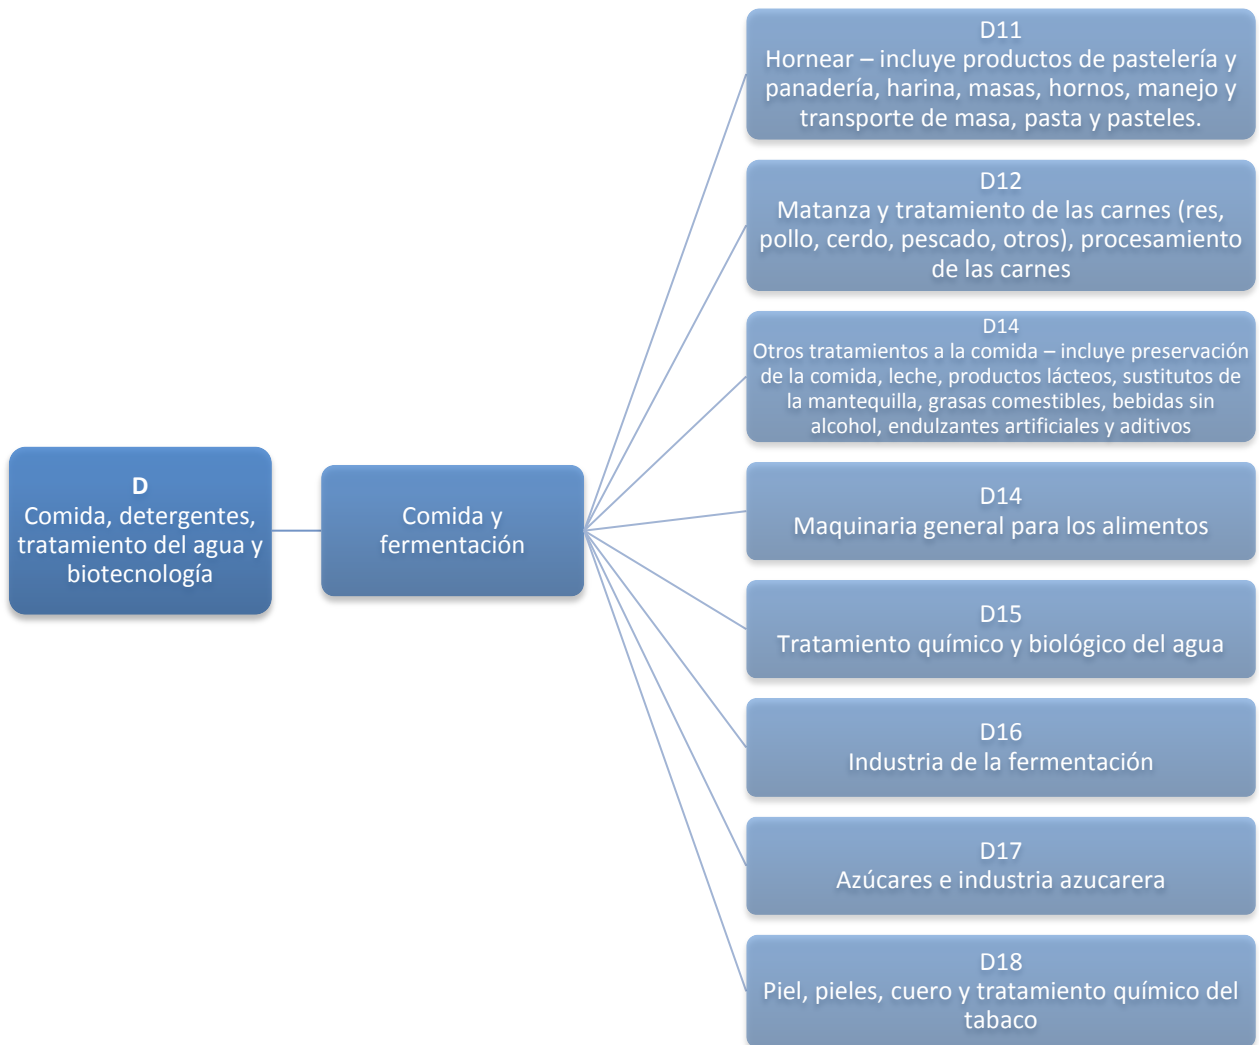 D11
Hornear – incluye productos de pastelería y
panadería, harina, masas, hornos, manejo y
transporte de masa, pasta y pasteles.
D12
Matanza y tratamiento de las carnes (res,
pollo, cerdo, pescado, otros), procesamiento
de las carnes
D14
Otros tratamientos a la comida – incluye preservación
de la comida, leche, productos lácteos, sustitutos de
la mantequilla, grasas comestibles, bebidas sin
alcohol, endulzantes artificiales y aditivos
D
Comida, detergentes,
tratamiento del agua y
biotecnología
Comida y
fermentación
D14
Maquinaria general para los alimentos
D15
Tratamiento químico y biológico del agua
D16
Industria de la fermentación
D17
Azúcares e industria azucarera
D18
Piel, pieles, cuero y tratamiento químico del
tabaco